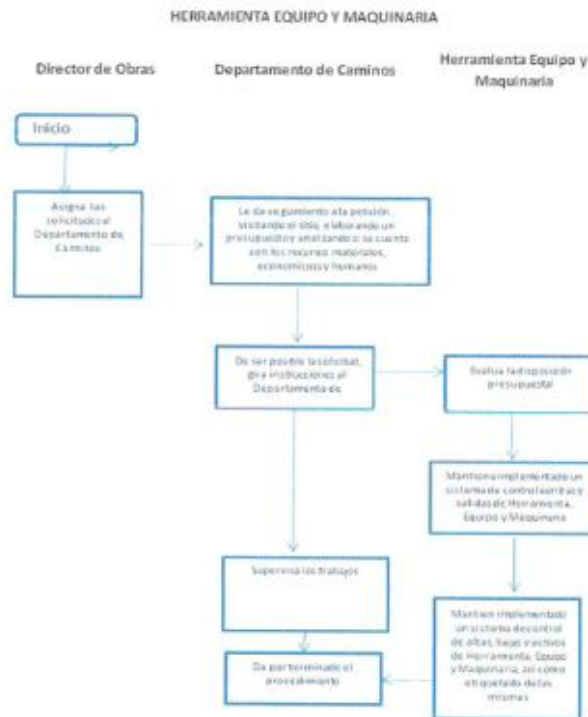 HERRAMIENTA EQUIPO Y MAQUINARIA
Director de Obras
Departamento de Caminos
Herramienta Equipo y
Maquinaria
Inicio
Asigna las
solicitudes al
Departamento de
Caminos
Le da seguimiento a la petición,
visitando el sitio, elaborando un
presupuesto y analizando si se cuenta
con los recursos materiales,
económicos y humanos
De ser posible la solicitud,
gira instrucciones al
Departamento de
Evalua la disposición
presupuestal
Mantiene implementado un
sistema de control entras y
salidas de Herramienta,
Equipo y Maquinaria
Supervisa los trabajos
Mantien implementado
un sistema de control
de altas, bajas y activos
de Herramienta, Equipo
y Maquinaria, asi como
etiquetado de las
mismas
Da por terminado el
procedimiento